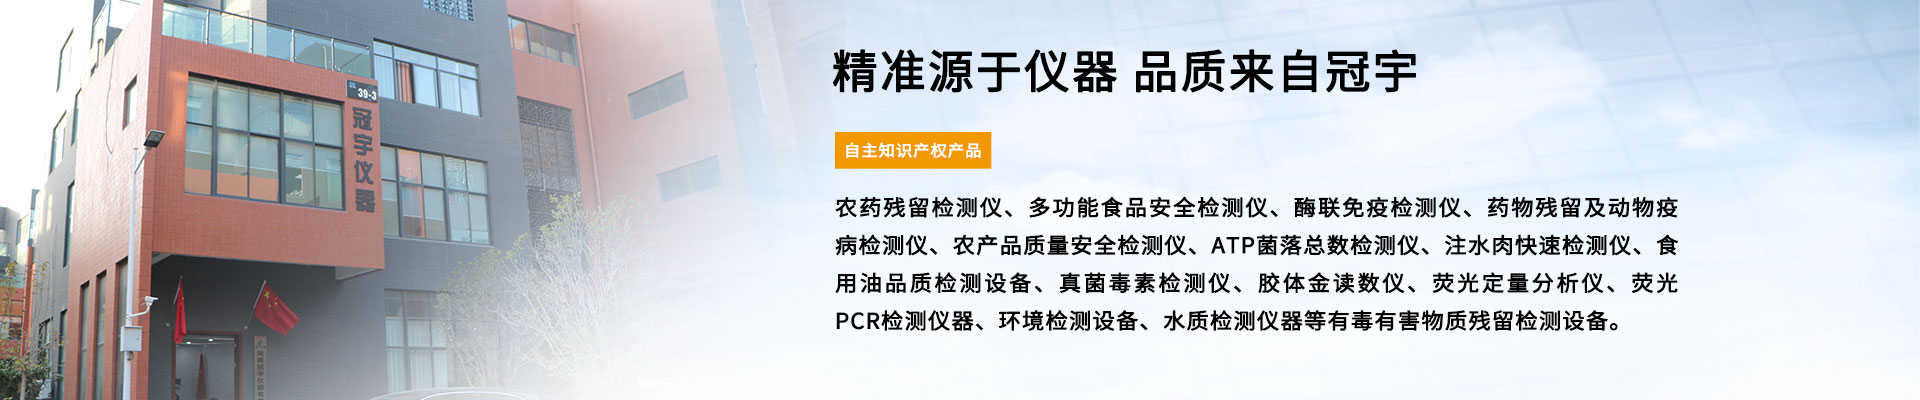 精准源于仪器 品质来自冠宇
自主知识产权产品
农药残留检测仪、多功能食品安全检测仪、酶联免疫检测仪、药物残留及动物疫
病检测仪、农产品质量安全检测仪、ATP菌落总数检测仪、注水肉快速检测仪、食
用油品质检测设备、真菌毒素检测仪、胶体金读数仪、荧光定量分析仪、荧光
PCR检测仪器、环境检测设备、水质检测仪器等有毒有害物质残留检测设备。
39-3
冠宇仪器